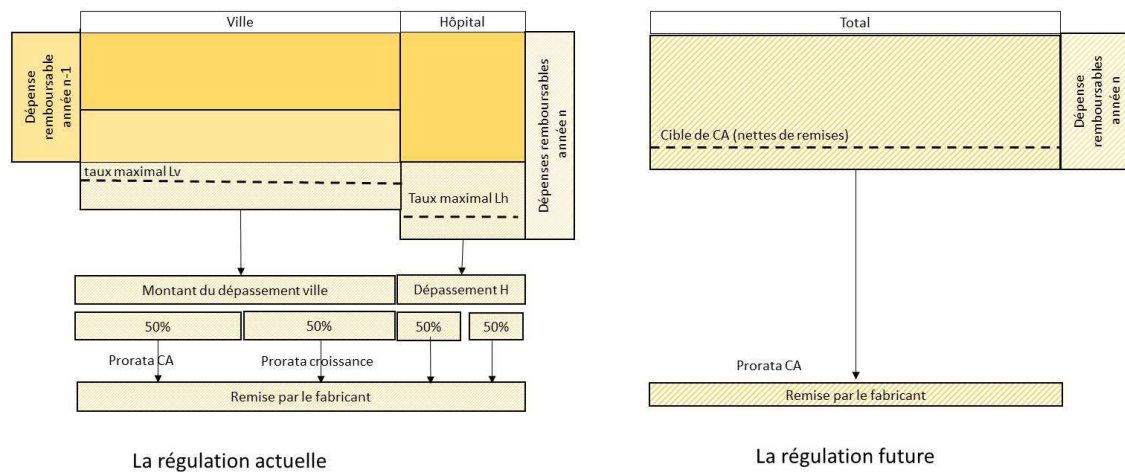 Ville
Hôpital
Dépense
remboursable
année n-1
Dépenses remboursables
année n
taux maximal Lv
Taux maximal Lh
Montant du dépassement ville
Dépassement H
50%
50%
50%
50%
Prorata CA
Prorata croissance
Remise par le fabricant
La régulation actuelle
Total
Cible de CA (nettes de remises)
Dépense
remboursables
année n
Prorata CA
Remise par le fabricant
La régulation future